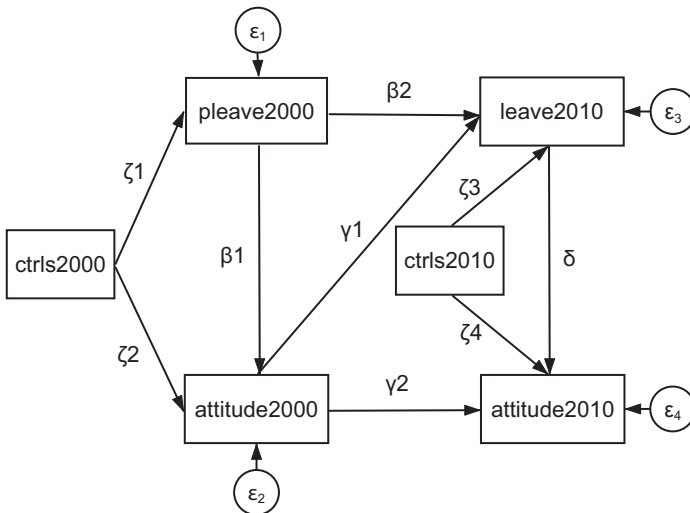 ε₁
pleave2000
β2
leave2010
ε₃
ζ1
ζ3
γ1
ctrls2000
β1
ctrls2010
δ
ζ2
ζ4
attitude2000
γ2
attitude2010
ε₄
ε₂